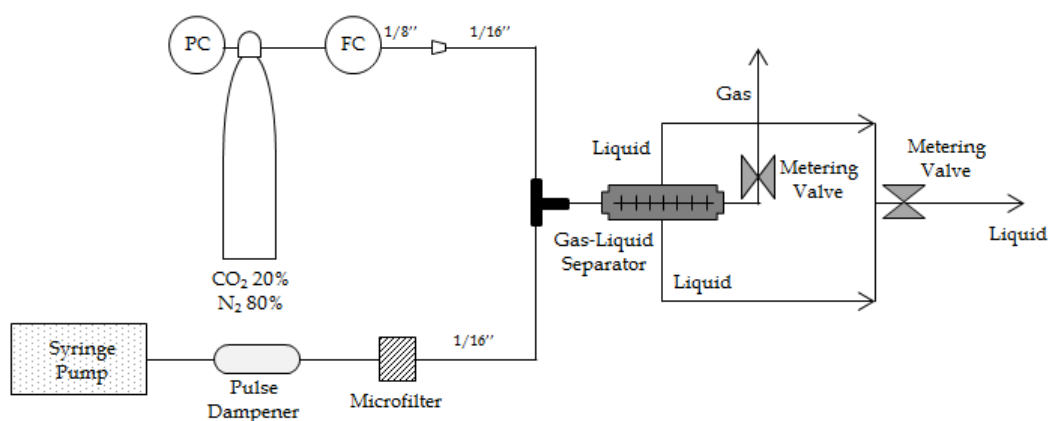 PC
FC
1/8’’
1/16’’
CO₂ 20%
N₂ 80%
Gas
Liquid
Metering
Valve
Metering
Valve
Gas-Liquid
Separator
Liquid
Liquid
Syringe
Pump
Pulse
Dampener
Microfilter
1/16’’